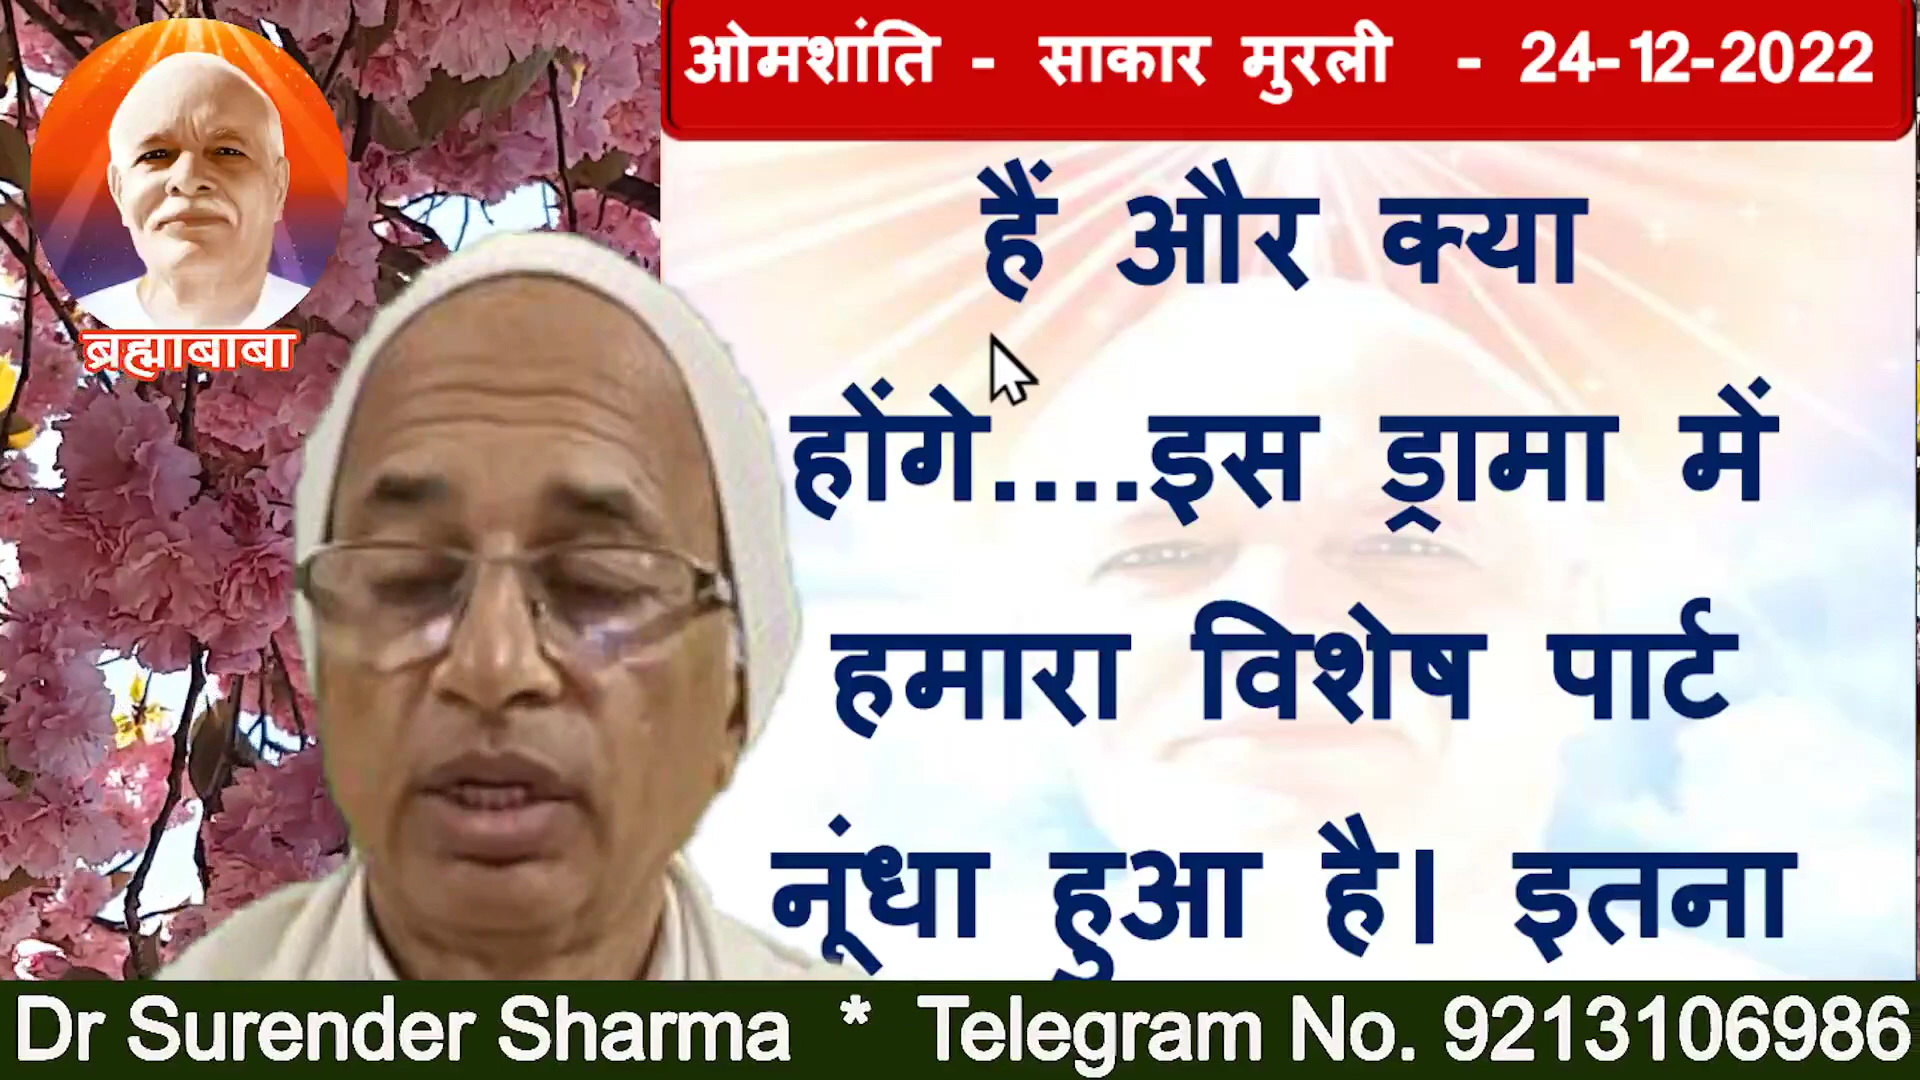 ओमशांति - साकार मुरली - 24-12-2022
ब्रह्माबाबा
हैं और क्या
होंगे....इस ड्रामा में
हमारा विशेष पार्ट
नूंधा हुआ है। इतना
Dr Surender Sharma * Telegram No. 9213106986